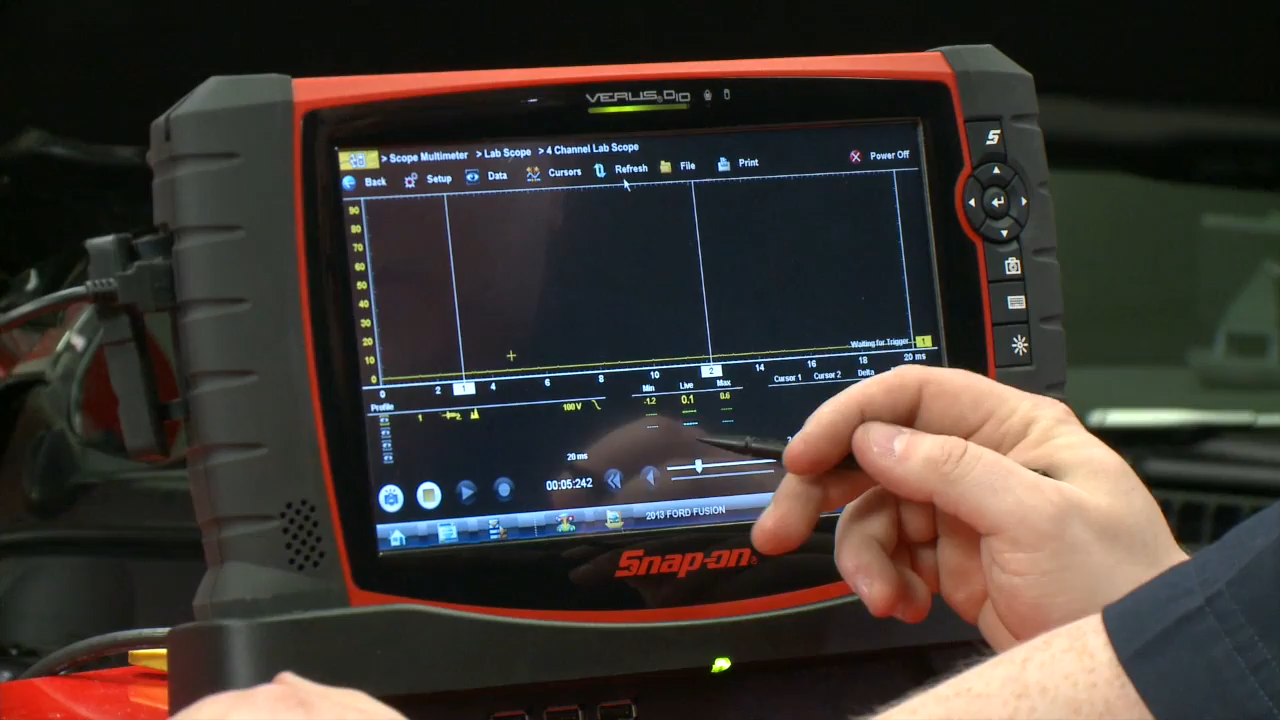 VERUS PRO
> Scope Multimeter > Lab Scope > 4 Channel Lab Scope
Back Setup Data Cursors Refresh File Print Power Off
90
80
70
60
50
40
30
20
10
0
Waiting for Trigger 1
0 2 1 4 6 8 10 2 14 16 18 20 ms
Profile Min Live Max Cursor 1 Cursor 2 Delta
1 100 V -1.2 0.1 0.6
20 ms
00:05:242
2013 FORD FUSION
Snap-on